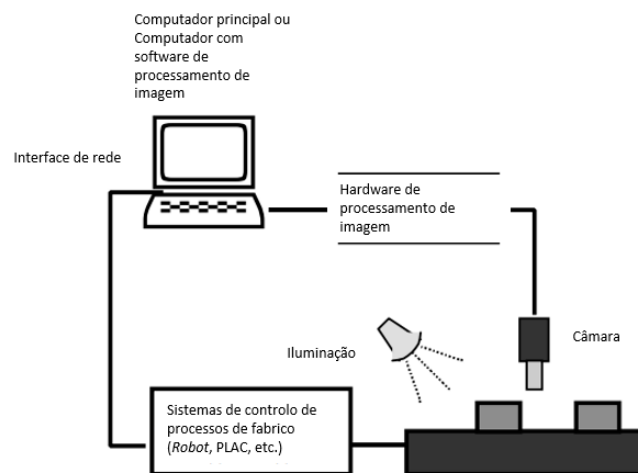 Computador principal ou
Computador com
software de
processamento de
imagem
Interface de rede
Hardware de
processamento de
imagem
Câmara
Iluminação
Sistemas de controlo de
processos de fabrico
(Robot, PLAC, etc.)